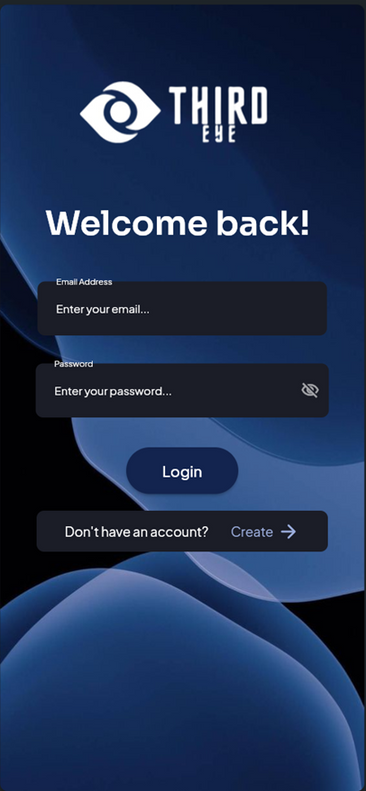 THIRD
EYE
Welcome back!
Email Address
Enter your email...
Password
Enter your password...
Login
Don't have an account? Create